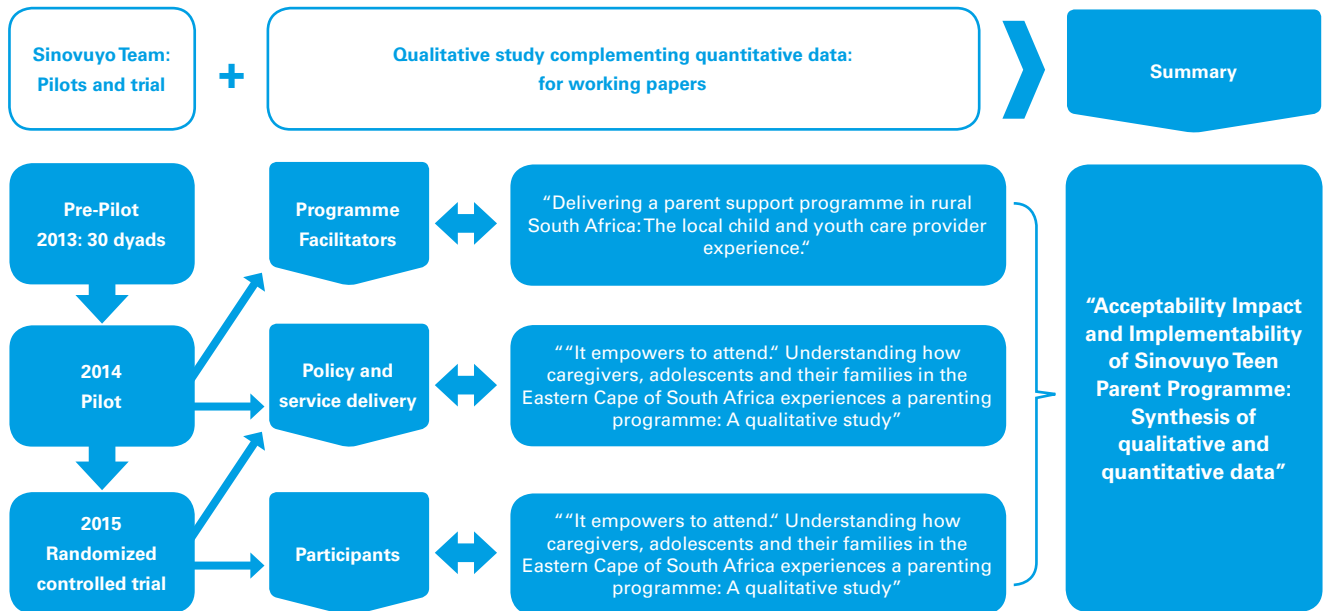 Sinovuyo Team:
Pilots and trial
+
Qualitative study complementing quantitative data:
for working papers
Summary
Pre-Pilot
2013: 30 dyads
Programme
Facilitators
“Delivering a parent support programme in rural
South Africa: The local child and youth care provider
experience.“
2014
Pilot
Policy and
service delivery
““It empowers to attend.“ Understanding how
caregivers, adolescents and their families in the
Eastern Cape of South Africa experiences a parenting
programme: A qualitative study”
2015
Randomized
controlled trial
Participants
““It empowers to attend.“ Understanding how
caregivers, adolescents and their families in the
Eastern Cape of South Africa experiences a parenting
programme: A qualitative study”
“Acceptability Impact
and Implementability
of Sinovuyo Teen
Parent Programme:
Synthesis of
qualitative and
quantitative data”